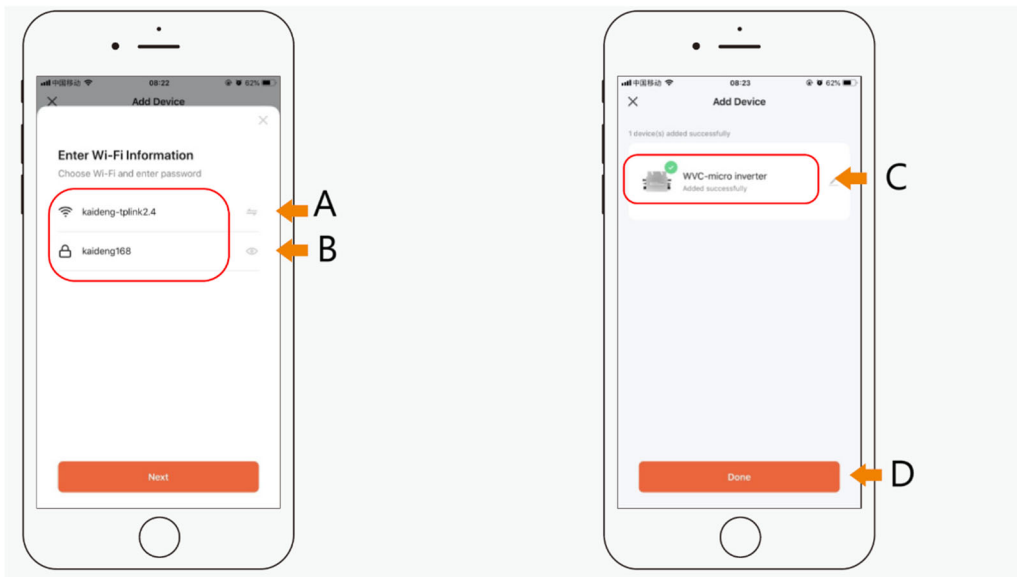 中国移动 08:22 62%
Add Device
Enter Wi-Fi Information
Choose Wi-Fi and enter password
kaideng-tplink2.4
A
kaideng168
B
Next
中国移动 08:23 62%
Add Device
1 device(s) added successfully
WVC-micro inverter
Added successfully
C
Done
D